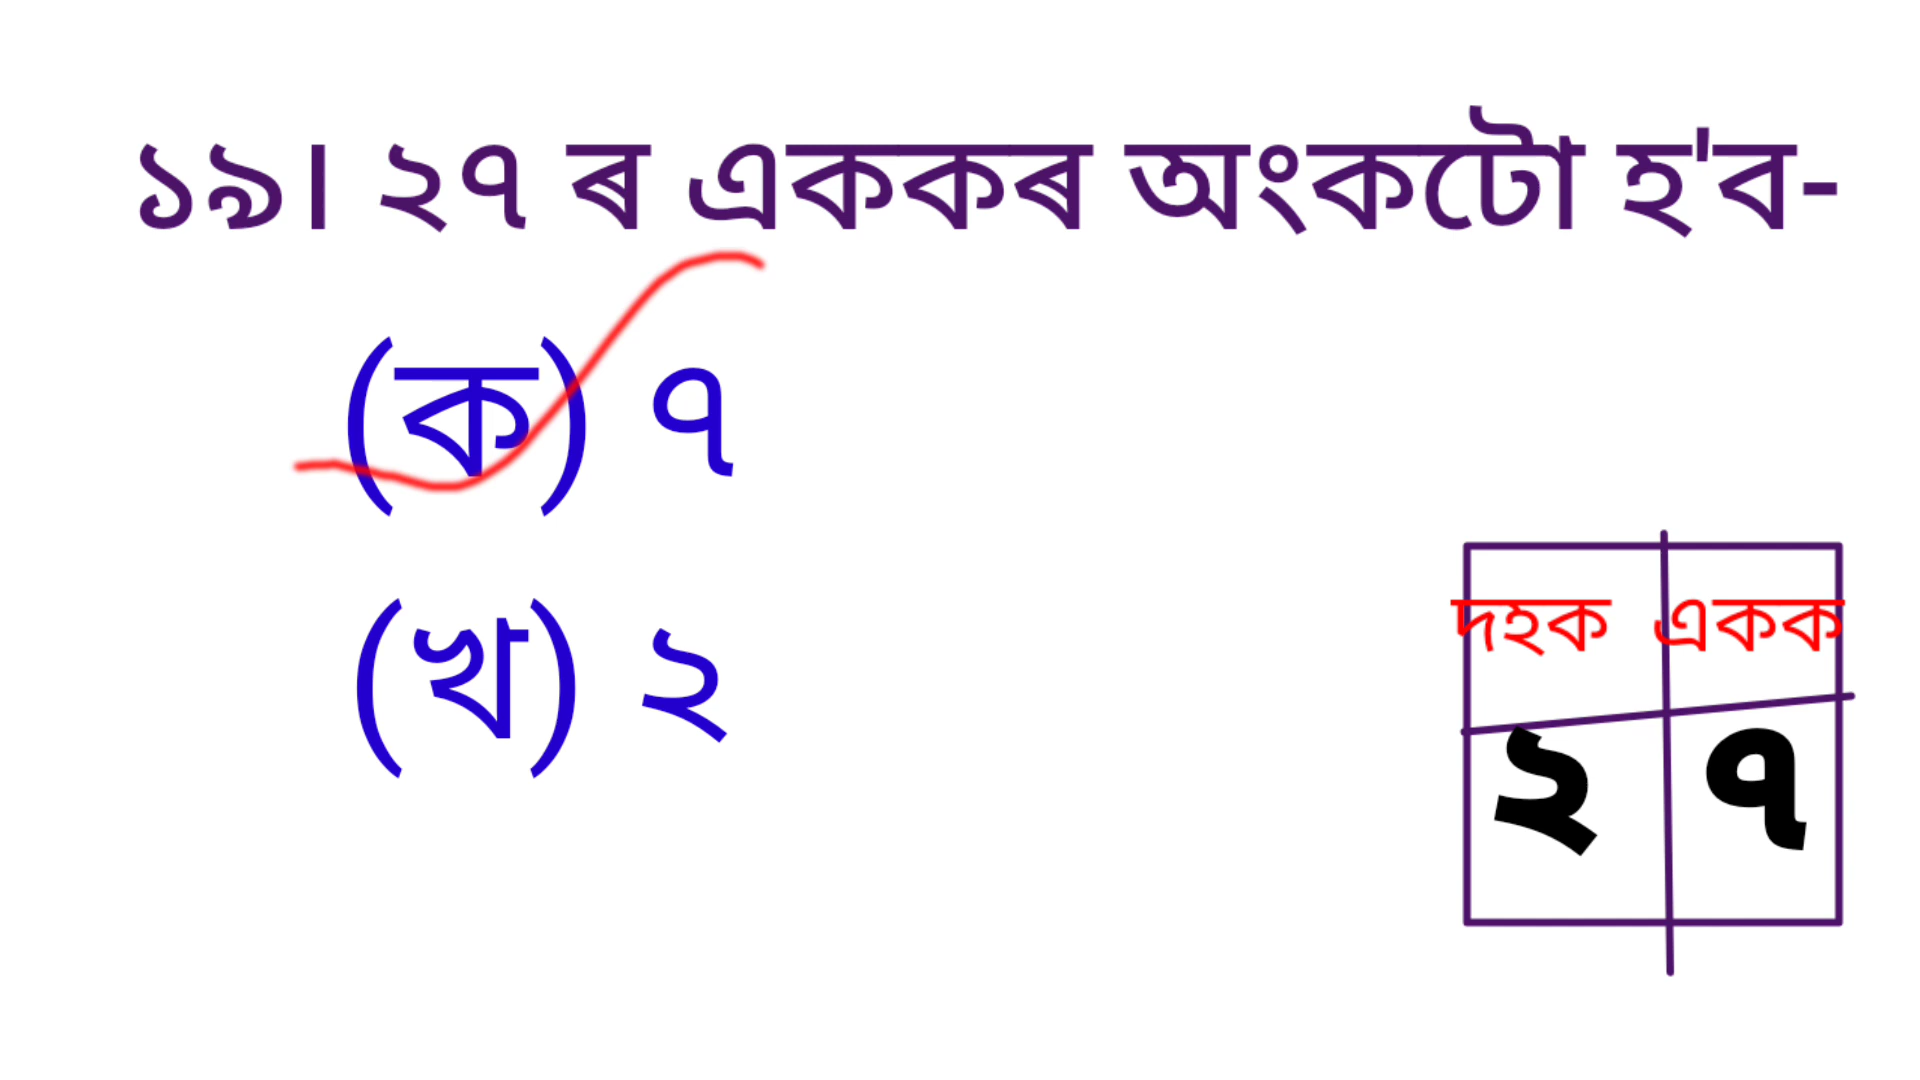 ১৯। ২৭ ৰ এককৰ অংকটো হ'ব-
(ক) ৭
(খ) ২
দহক একক
২ ৭